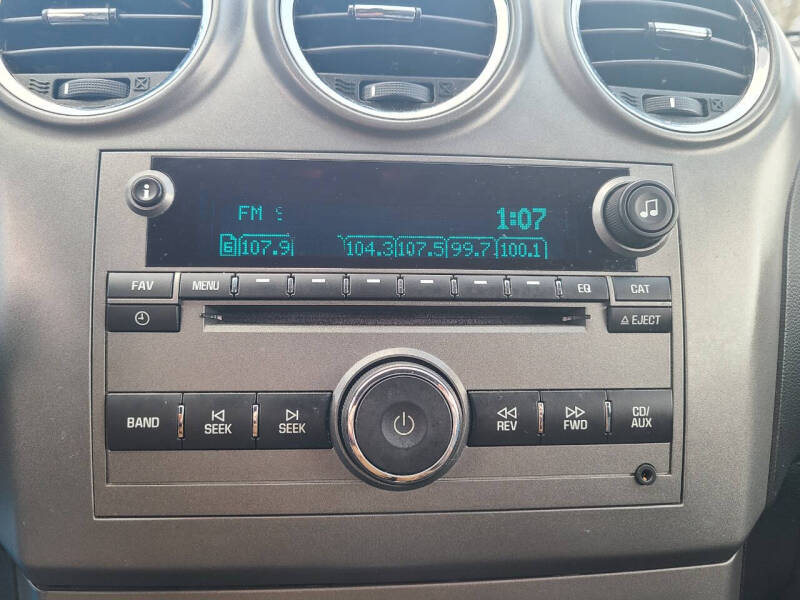 FM
1:07
6 107.9 104.3 107.5 99.7 100.1
FAV MENU EQ CAT
EJECT
BAND SEEK SEEK REV FWD CD/
AUX